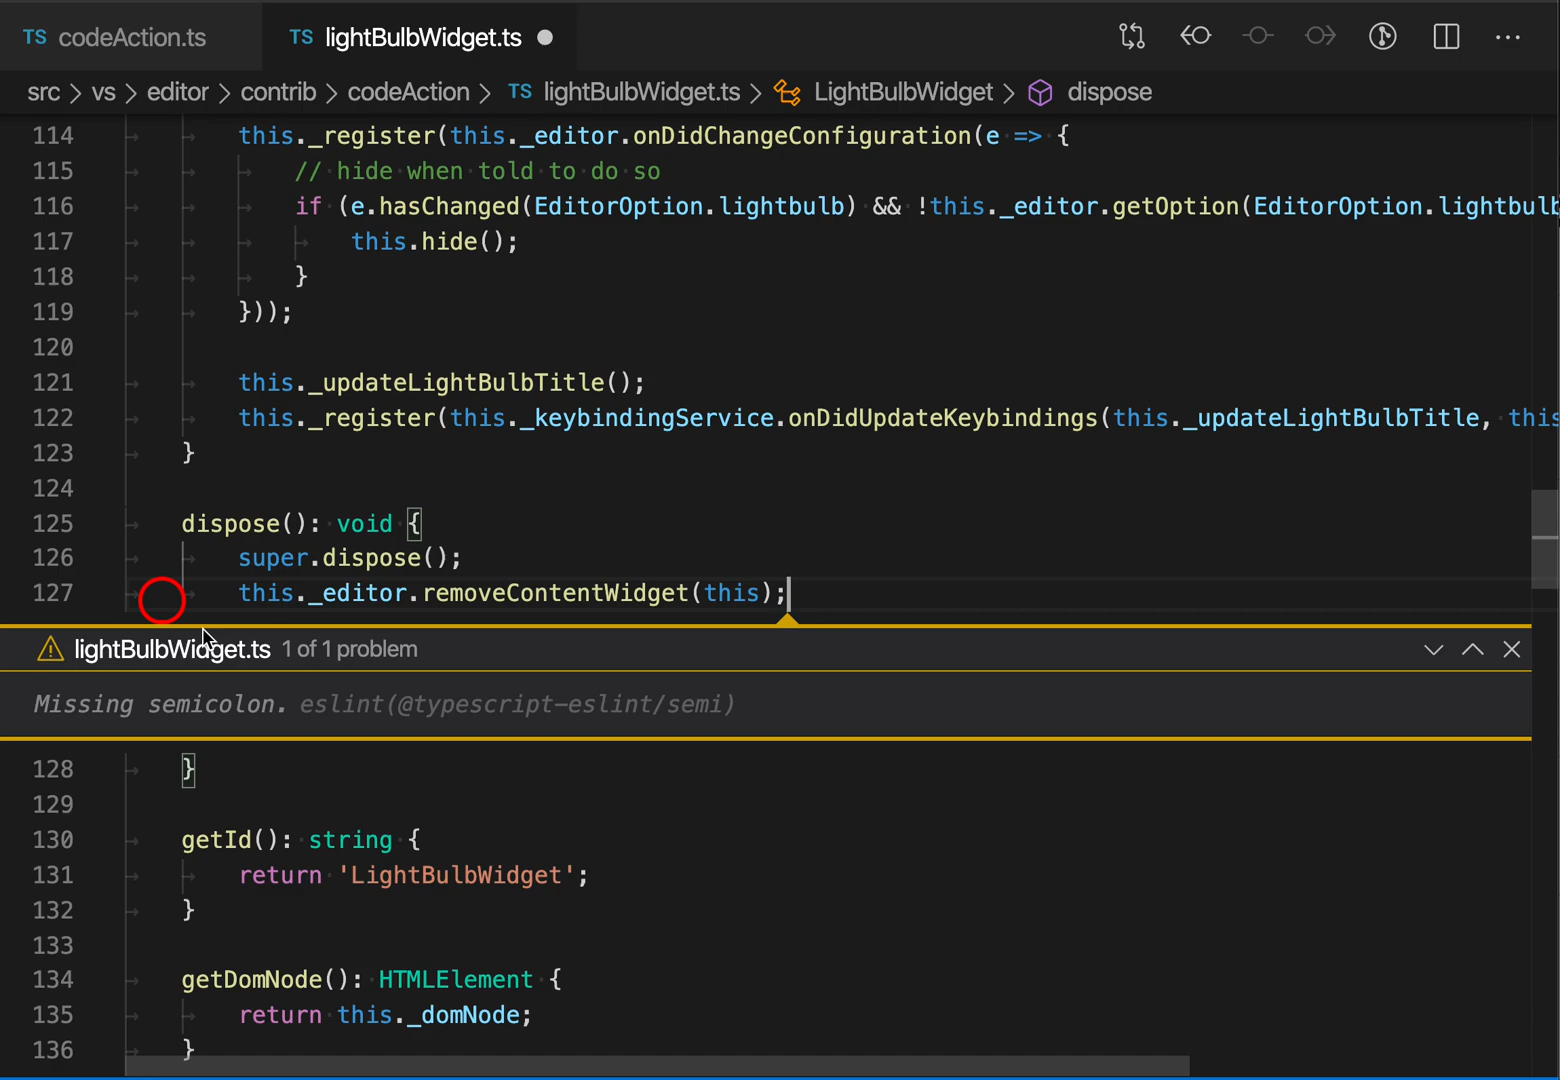 TS codeAction.ts TS lightBulbWidget.ts
src > vs > editor > contrib > codeAction > TS lightBulbWidget.ts > LightBulbWidget > dispose
114 this._register(this._editor.onDidChangeConfiguration(e => {
115 // hide when told to do so
116 if (e.hasChanged(EditorOption.lightbulb) && !this._editor.getOption(EditorOption.lightbulb
117 this.hide();
118 }
119 }));
120
121 this._updateLightBulbTitle();
122 this._register(this._keybindingService.onDidUpdateKeybindings(this._updateLightBulbTitle, this
123 }
124
125 dispose(): void {
126 super.dispose();
127 this._editor.removeContentWidget(this);
lightBulbWidget.ts 1 of 1 problem
Missing semicolon. eslint(@typescript-eslint/semi)
128 }
129
130 getId(): string {
131 return 'LightBulbWidget';
132 }
133
134 getDomNode(): HTMLElement {
135 return this._domNode;
136 }